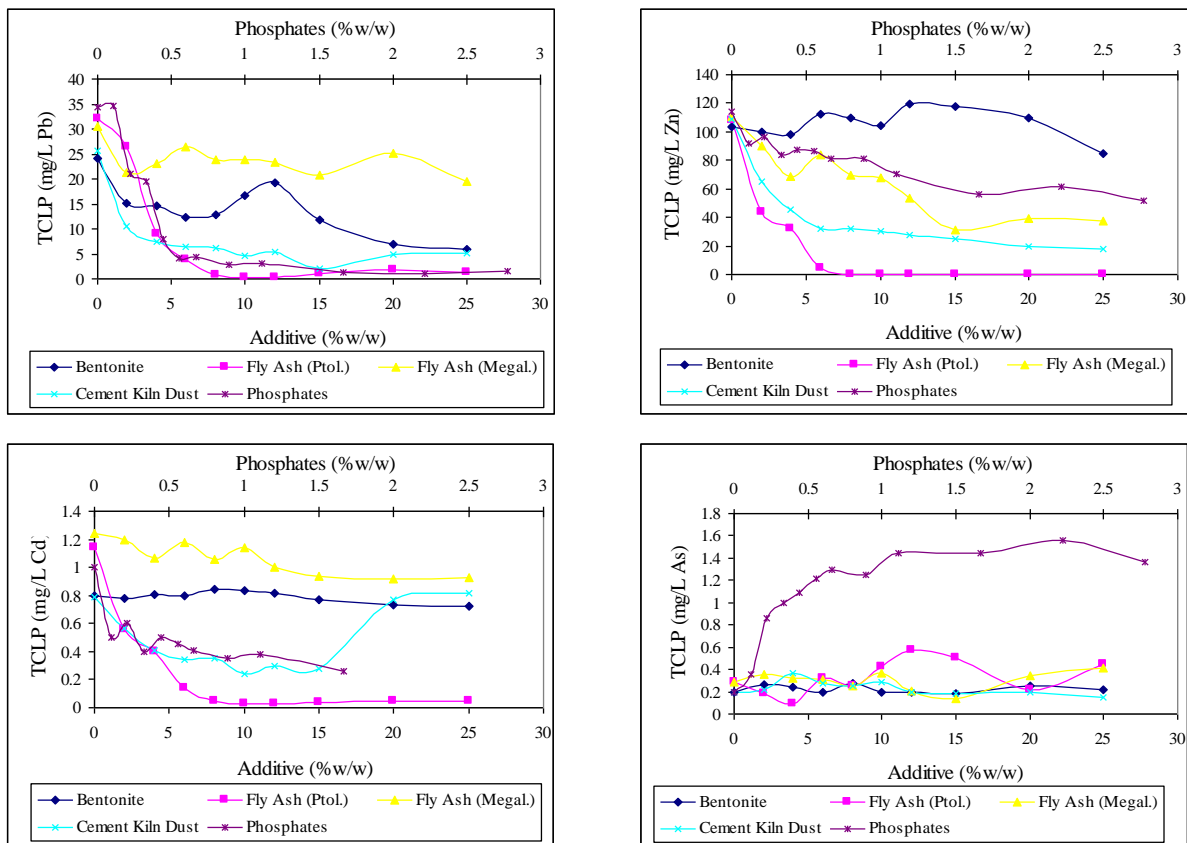 Phosphates (%w/w)
0 0.5 1 1.5 2 2.5 3
40
35
30
25
20
15
10
5
0
TCLP (mg/L Pb)
0 5 10 15 20 25 30
Additive (%w/w)
Bentonite Fly Ash (Ptol.) Fly Ash (Megal.)
Cement Kiln Dust Phosphates
Phosphates (%w/w)
0 0.5 1 1.5 2 2.5 3
140
120
100
80
60
40
20
0
TCLP (mg/L Zn)
0 5 10 15 20 25 30
Additive (%w/w)
Bentonite Fly Ash (Ptol.) Fly Ash (Megal.)
Cement Kiln Dust Phosphates
Phosphates (%w/w)
0 0.5 1 1.5 2 2.5 3
1.4
1.2
1
0.8
0.6
0.4
0.2
0
TCLP (mg/L Cd)
0 5 10 15 20 25 30
Additive (%w/w)
Bentonite Fly Ash (Ptol.) Fly Ash (Megal.)
Cement Kiln Dust Phosphates
Phosphates (%w/w)
0 0.5 1 1.5 2 2.5 3
1.8
1.6
1.4
1.2
1
0.8
0.6
0.4
0.2
0
TCLP (mg/L As)
0 5 10 15 20 25 30
Additive (%w/w)
Bentonite Fly Ash (Ptol.) Fly Ash (Megal.)
Cement Kiln Dust Phosphates